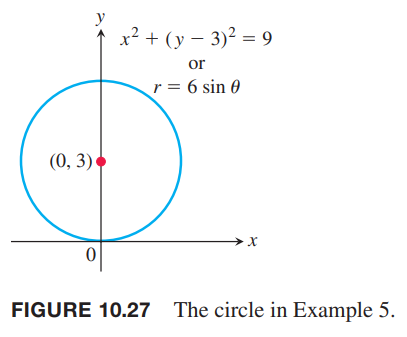 y
x² + (y − 3)² = 9
or
r = 6 sin θ
(0, 3)
x
0
FIGURE 10.27 The circle in Example 5.